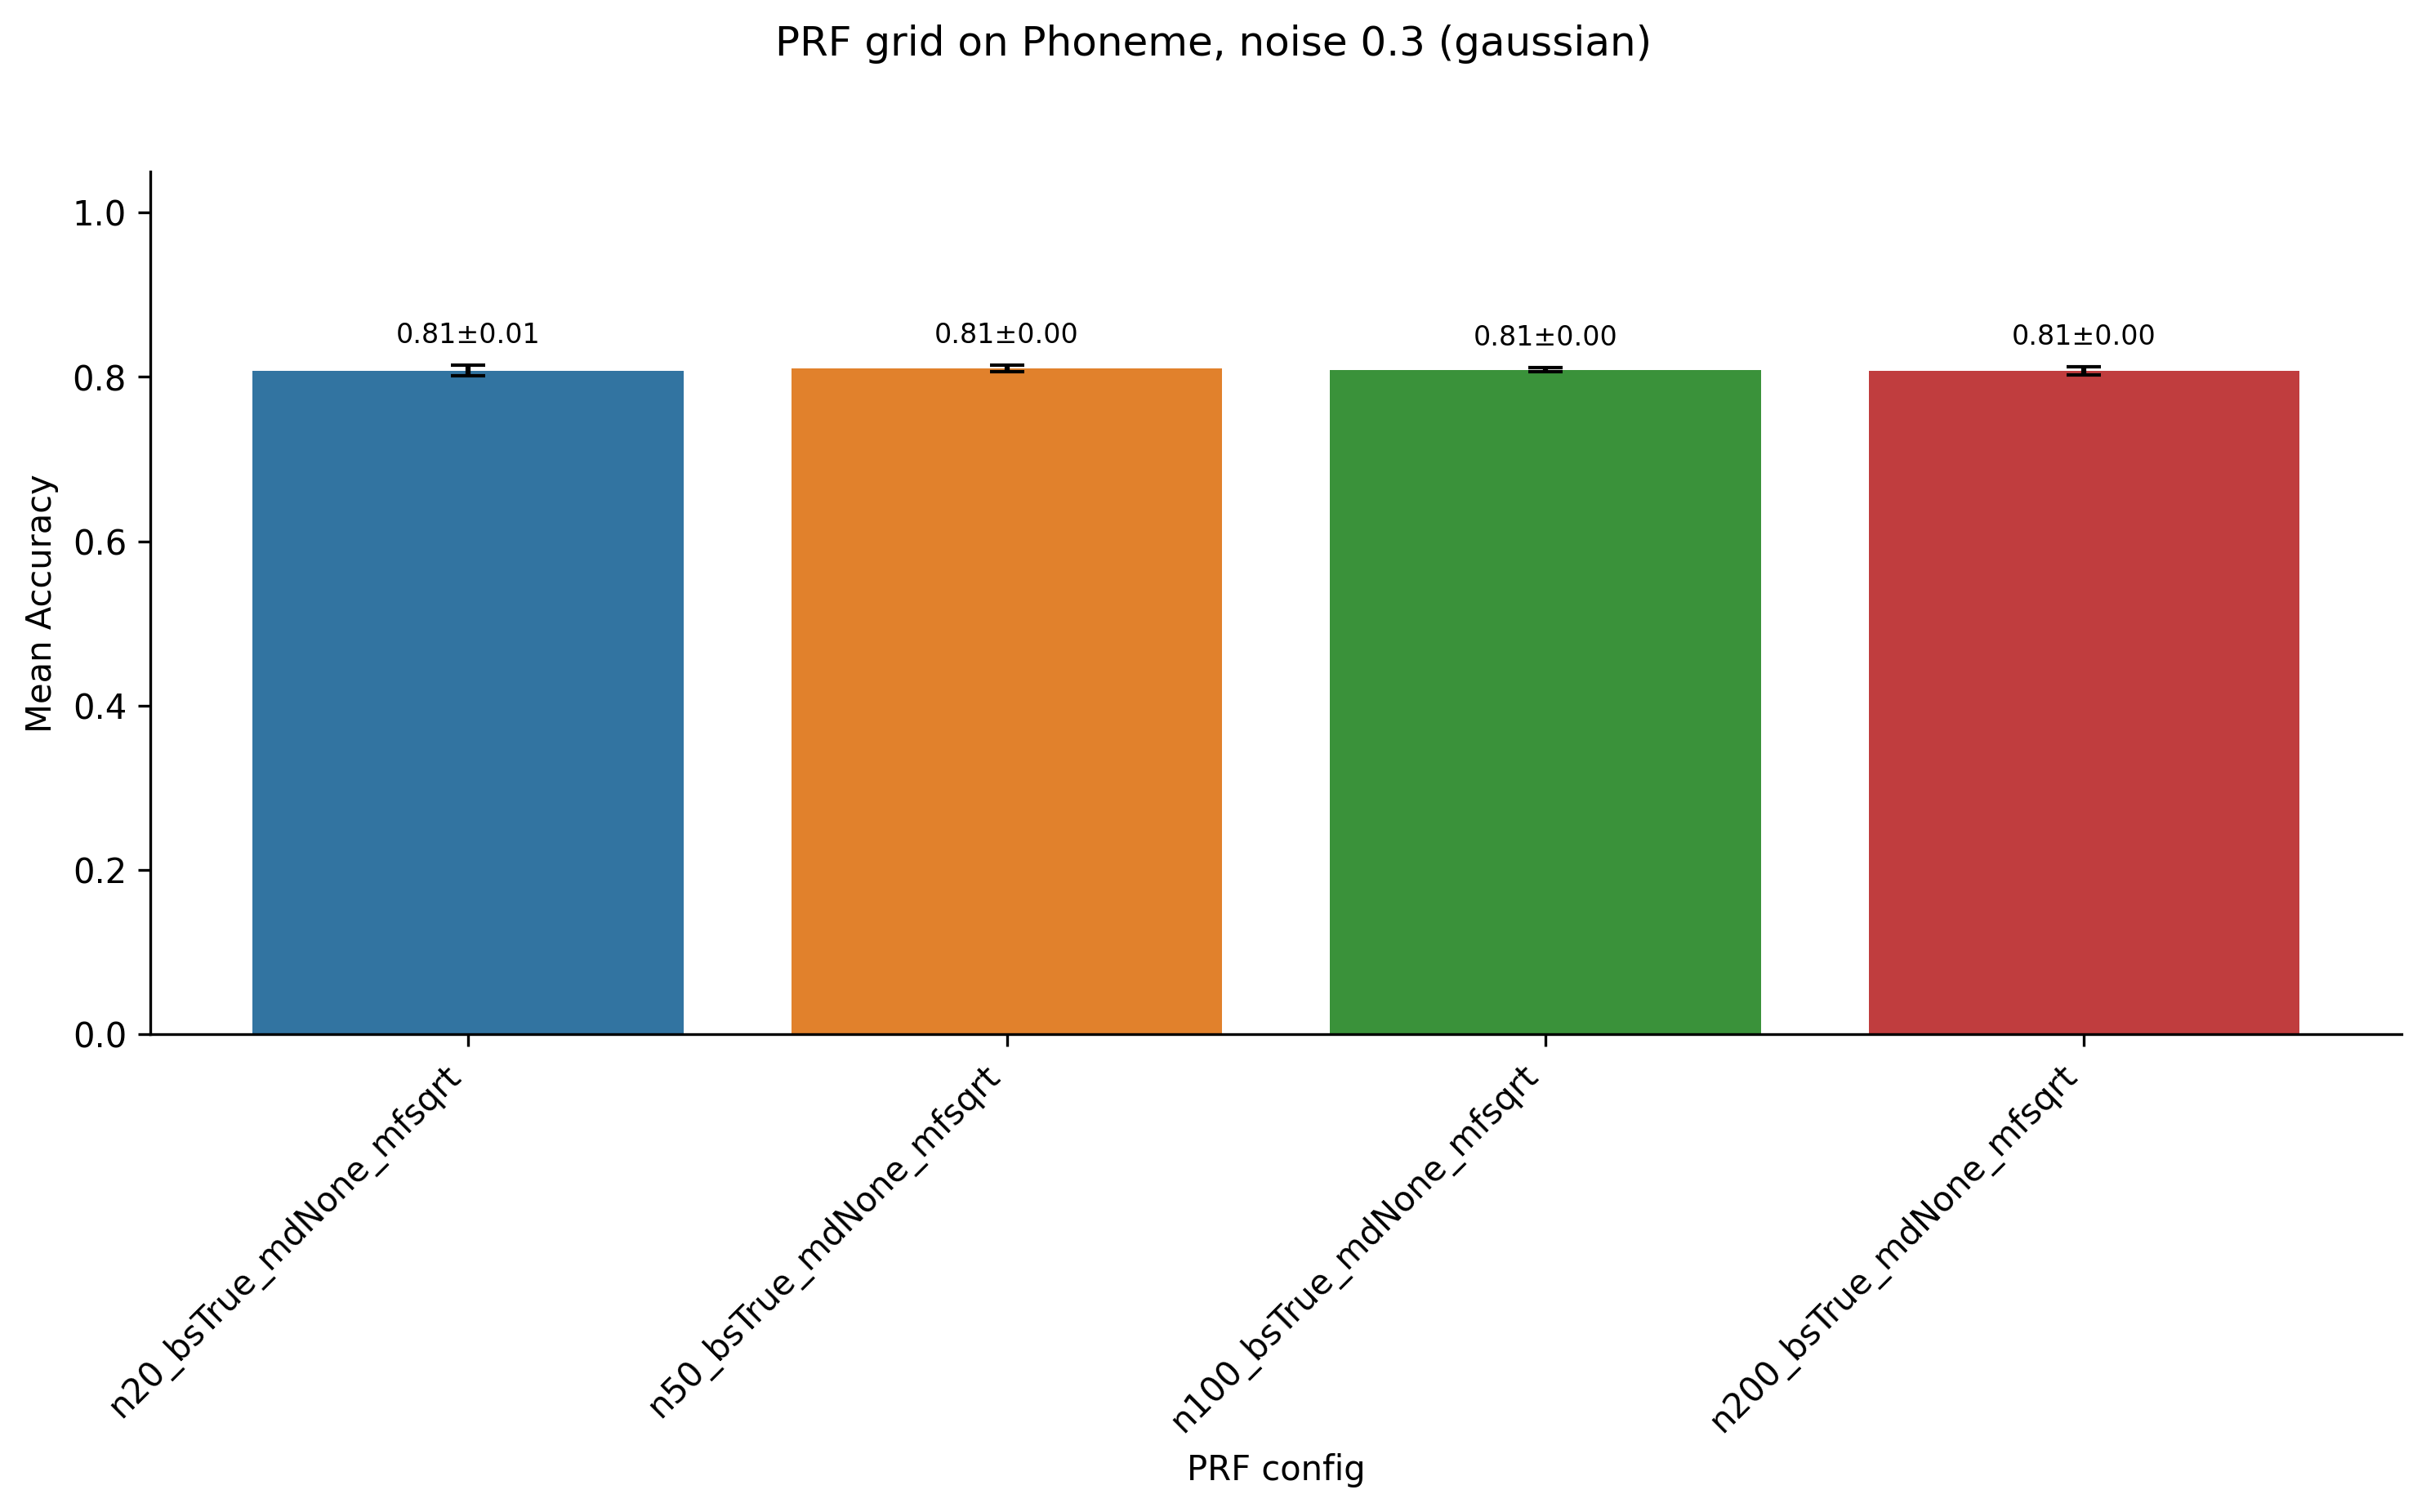 PRF grid on Phoneme, noise 0.3 (gaussian)
Mean Accuracy
1.0
0.8
0.6
0.4
0.2
0.0
0.81±0.01
0.81±0.00
0.81±0.00
0.81±0.00
n20_bsTrue_mdNone_mfsqrt
n50_bsTrue_mdNone_mfsqrt
n100_bsTrue_mdNone_mfsqrt
n200_bsTrue_mdNone_mfsqrt
PRF config